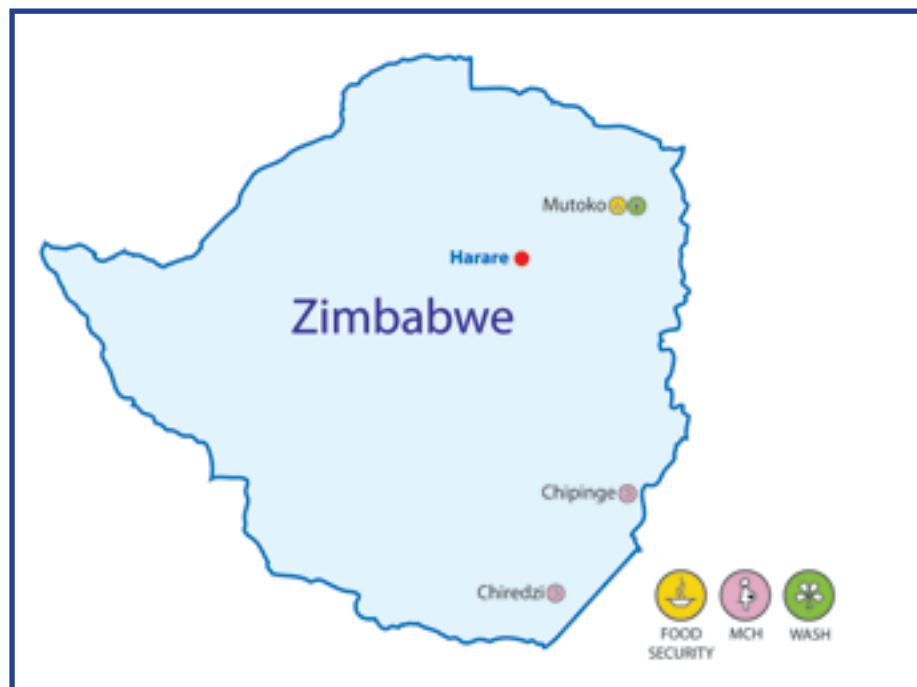 Mutoko
Harare
Zimbabwe
Chipinge
Chiredzi
FOOD
SECURITY
MCH
WASH